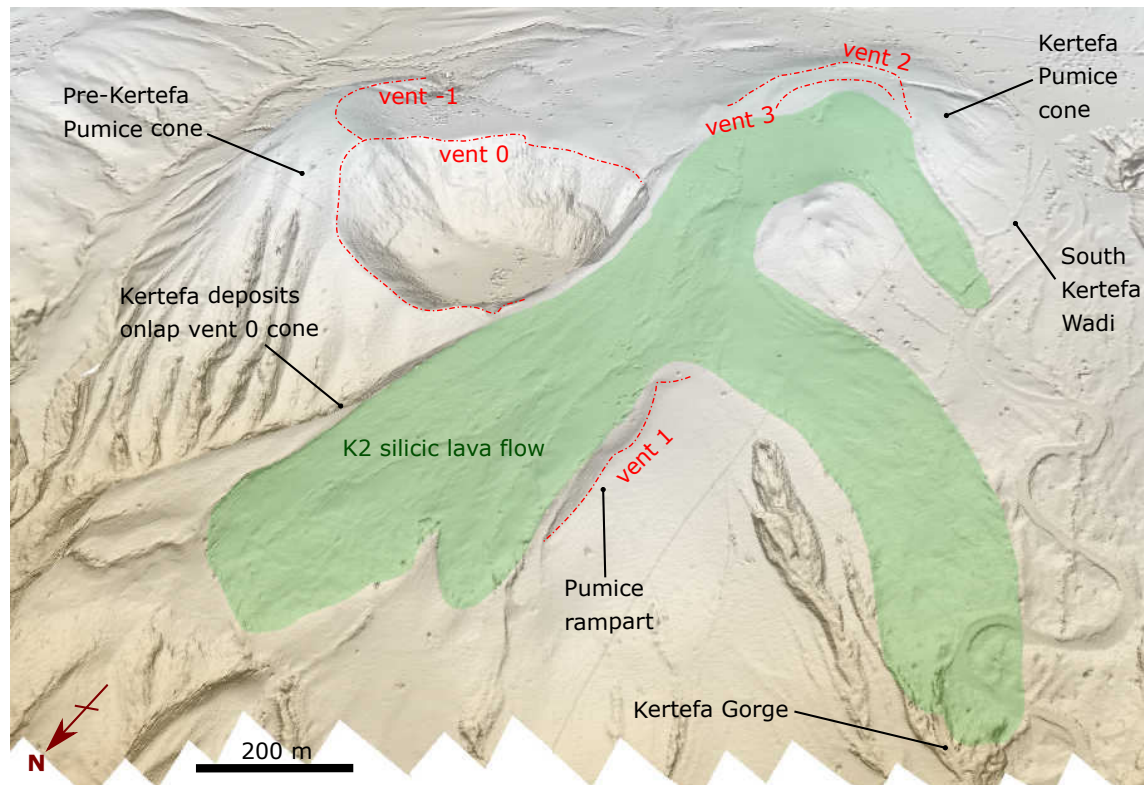 vent 2
Kertefa
Pumice
cone
vent -1
Pre-Kertefa
Pumice cone
vent 3
vent 0
South
Kertefa
Wadi
Kertefa deposits
onlap vent 0 cone
K2 silicic lava flow
vent 1
Pumice
rampart
Kertefa Gorge
200 m
N